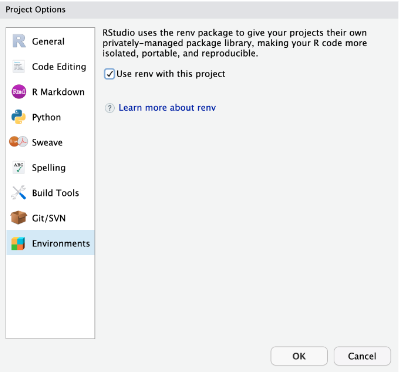 Project Options
General
Code Editing
R Markdown
Python
Sweave
Spelling
Build Tools
Git/SVN
Environments
RStudio uses the renv package to give your projects their own
privately-managed package library, making your R code more
isolated, portable, and reproducible.
Use renv with this project
? Learn more about renv
OK
Cancel